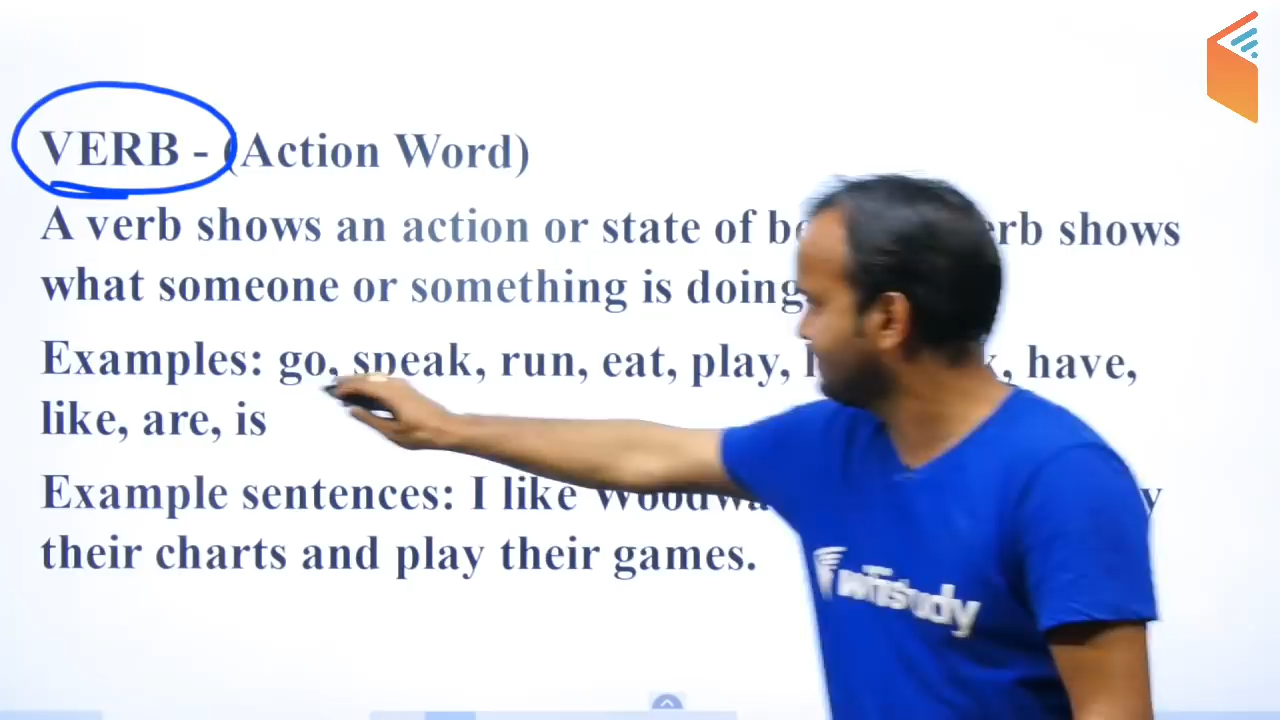 VERB - (Action Word)
A verb shows an action or state of erb shows
what someone or something is doing
Examples: go, speak, run, eat, play, have,
like, are, is
Example sentences: I like
their charts and play their games.
wifistudy